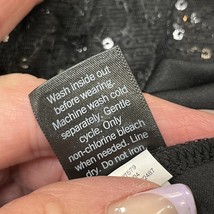 Wash inside out
before wearing
Machine wash cold
separately. Gentle
cycle. Only
non-chlorine bleach
when needed. Line
dry. Do not iron.